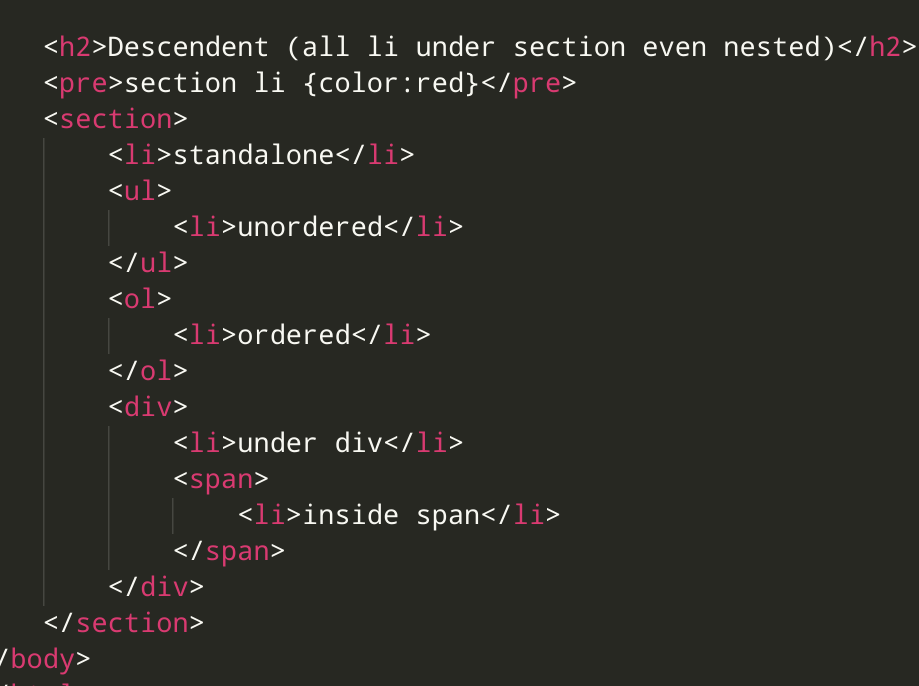 <h2>Descendent (all li under section even nested)</h2>
<pre>section li {color:red}</pre>
<section>
<li>standalone</li>
<ul>
<li>unordered</li>
</ul>
<ol>
<li>ordered</li>
</ol>
<div>
<li>under div</li>
<span>
<li>inside span</li>
</span>
</div>
</section>
/body>